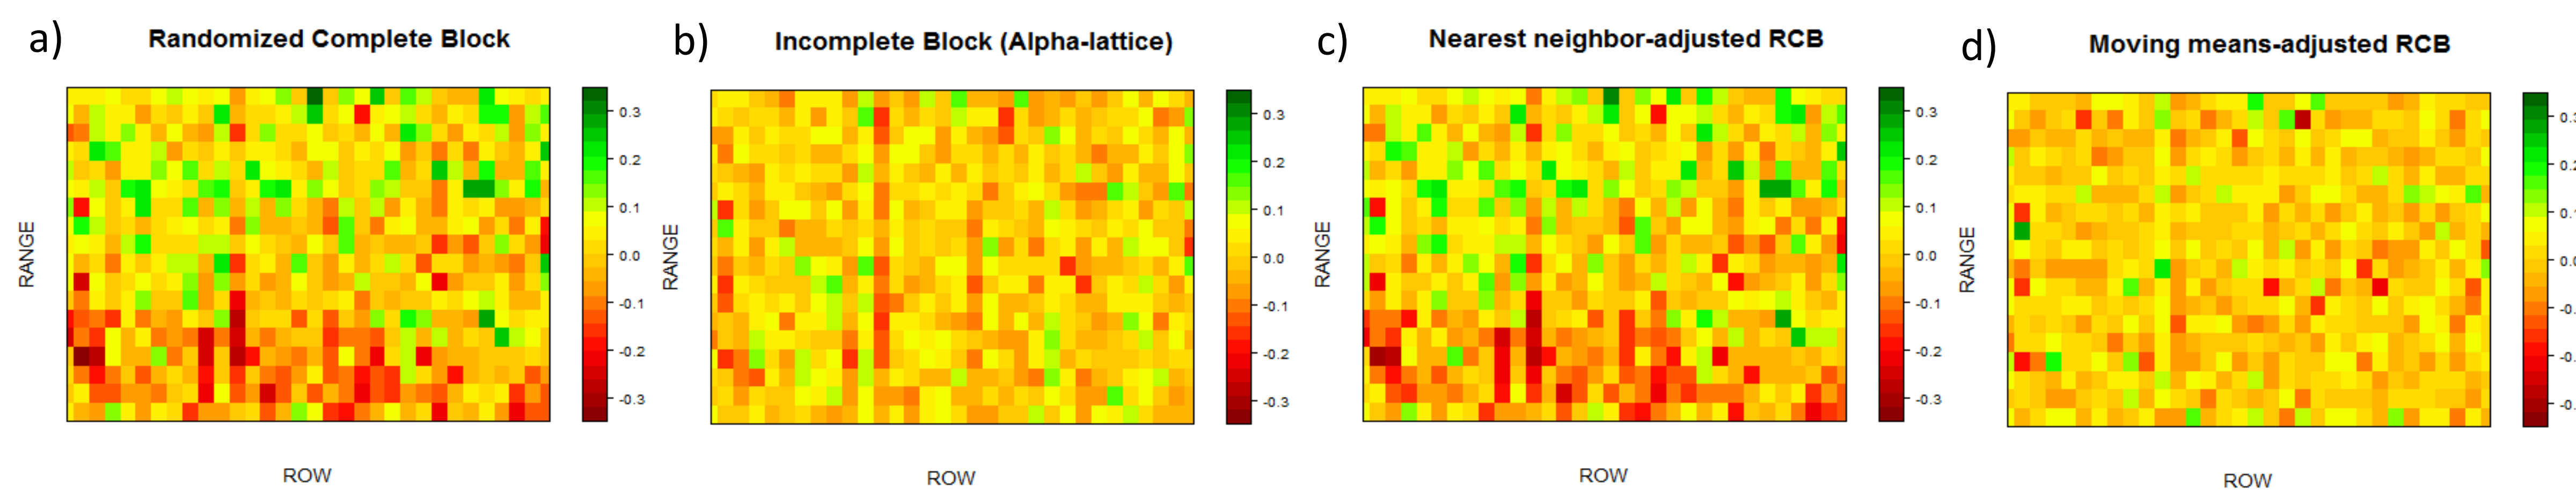 a)
Randomized Complete Block
0.3
0.2
0.1
0.0
-0.1
-0.2
-0.3
RANGE
ROW
b)
Incomplete Block (Alpha-lattice)
0.3
0.2
0.1
0.0
-0.1
-0.2
-0.3
RANGE
ROW
c)
Nearest neighbor-adjusted RCB
0.3
0.2
0.1
0.0
-0.1
-0.2
-0.3
RANGE
ROW
d)
Moving means-adjusted RCB
RANGE
ROW